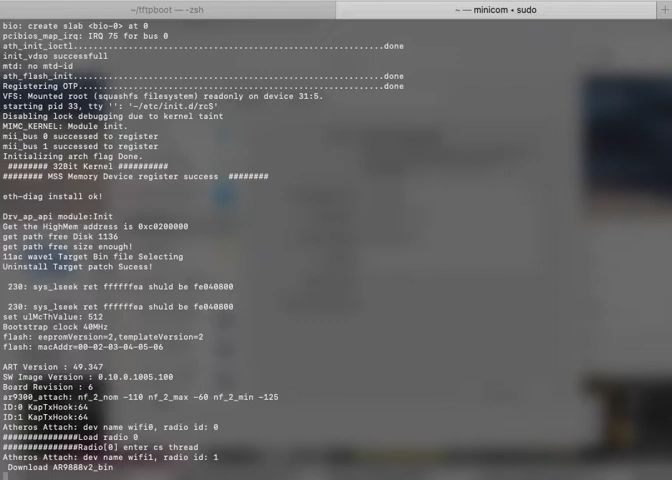 ~/tftpboot — -zsh
~ — minicom • sudo
bio: create slab <bio-0> at 0
pcibios_map_irq: IRQ 75 for bus 0
ath_init_ioctl..............................................................done
init_vdso successfull
mtd: no mtd-id
ath_flash_init..............................................................done
Registering OTP.............................................................done
VFS: Mounted root (squashfs filesystem) readonly on device 31:5.
starting pid 33, tty '': '-/etc/init.d/rcS'
Disabling lock debugging due to kernel taint
MIMC_KERNEL: Module init.
mii_bus 0 successed to register
mii_bus 1 successed to register
Initializing arch flag Done.
######## 32Bit Kernel ##########
######## MSS Memory Device register success  ########
eth-diag install ok!
Drv_ap_api module:Init
Get the HighMem address is 0xc0200000
get path free Disk 1136
get path free size enough!
11ac wave1 Target Bin file Selecting
Uninstall Target patch Sucess!
230: sys_lseek ret ffffffea shuld be fe040800
230: sys_lseek ret ffffffea shuld be fe040800
set ulMcThValue: 512
Bootstrap clock 40MHz
flash: eepromVersion=2,templateVersion=2
flash: macAddr=00-02-03-04-05-06
ART Version : 49.347
SW Image Version : 0.10.0.1005.100
Board Revision : 6
ar9300_attach: nf_2_nom -110 nf_2_max -60 nf_2_min -125
ID:0 KapTxHook:64
ID:1 KapTxHook:64
Atheros Attach: dev name wifi0, radio id: 0
###############Load radio 0
###############Radio[0] enter cs thread
Atheros Attach: dev name wifi1, radio id: 1
Download AR9888v2_bin